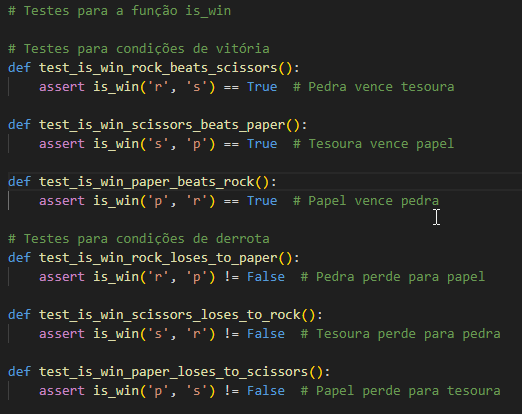 # Testes para a função is_win
# Testes para condições de vitória
def test_is_win_rock_beats_scissors():
    assert is_win('r', 's') == True  # Pedra vence tesoura
def test_is_win_scissors_beats_paper():
    assert is_win('s', 'p') == True  # Tesoura vence papel
def test_is_win_paper_beats_rock():
    assert is_win('p', 'r') == True  # Papel vence pedra
# Testes para condições de derrota
def test_is_win_rock_loses_to_paper():
    assert is_win('r', 'p') != False  # Pedra perde para papel
def test_is_win_scissors_loses_to_rock():
    assert is_win('s', 'r') != False  # Tesoura perde para pedra
def test_is_win_paper_loses_to_scissors():
    assert is_win('p', 's') != False  # Papel perde para tesoura